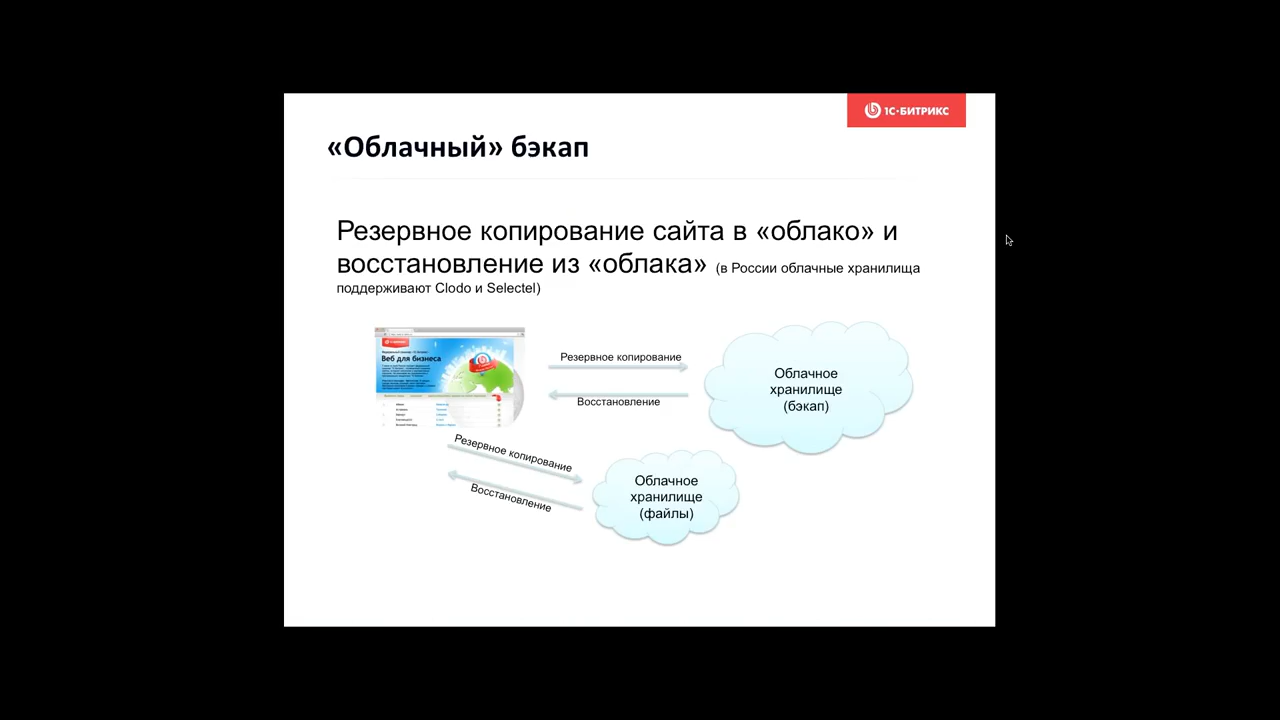 1С-БИТРИКС
«Облачный» бэкап
Резервное копирование сайта в «облако» и
восстановление из «облака» (в России облачные хранилища
поддерживают Clodo и Selectel)
Веб для бизнеса
Резервное копирование
Восстановление
Облачное
хранилище
(бэкап)
Резервное копирование
Восстановление
Облачное
хранилище
(файлы)